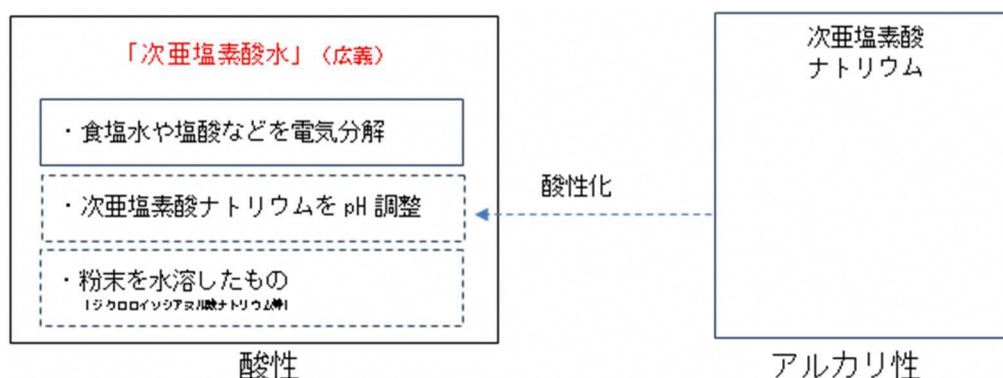 「次亜塩素酸水」（広義）
・食塩水や塩酸などを電気分解
・次亜塩素酸ナトリウムをpH調整
・粉末を水溶したもの
(ジクロロイソシアヌル酸ナトリウム等)
酸性
酸性化
次亜塩素酸
ナトリウム
アルカリ性